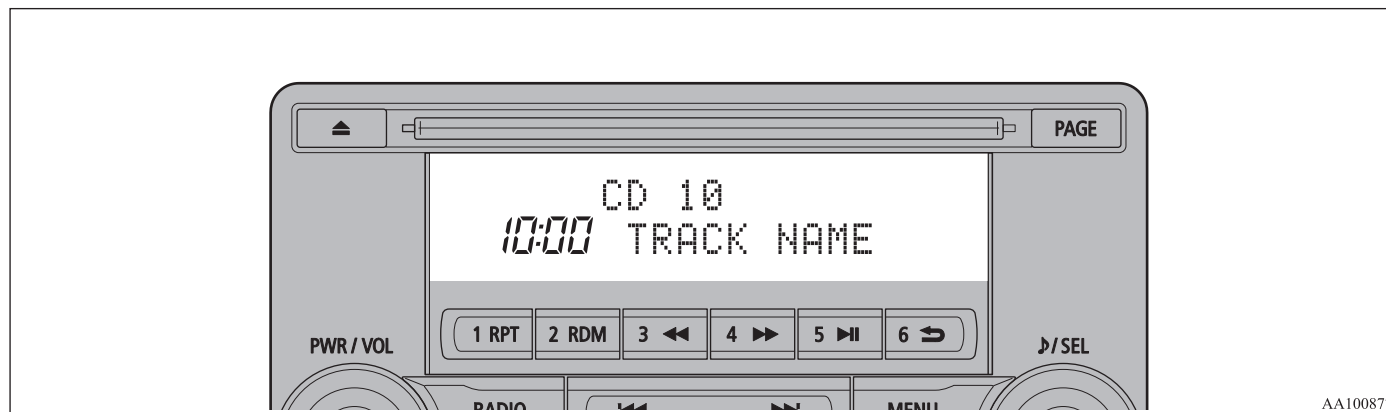 PAGE
CD 10
10:00 TRACK NAME
1 RPT 2 RDM 3 4 5 6
PWR / VOL
/ SEL
RADIO MENU
AA10087